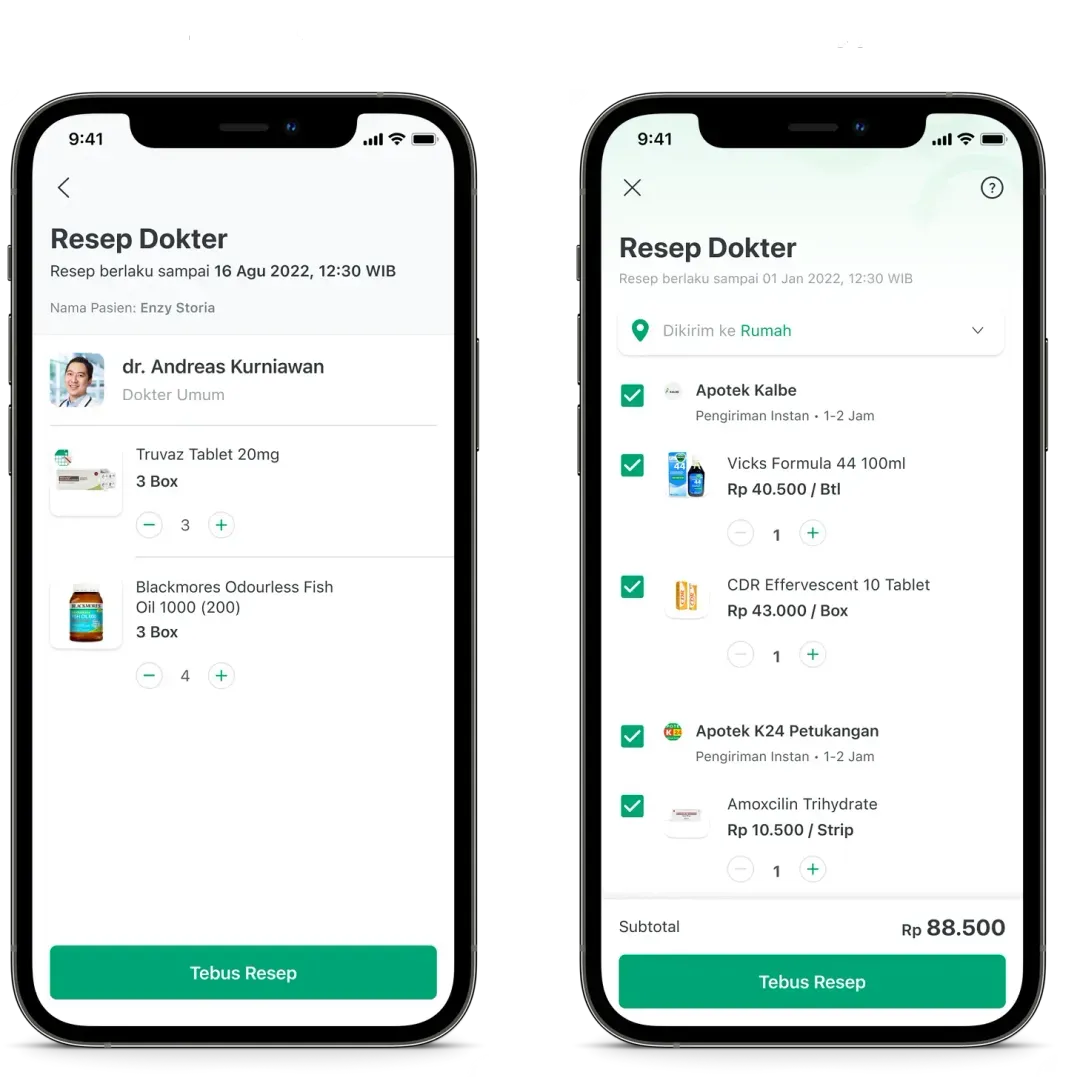 9:41
Resep Dokter
Resep berlaku sampai 16 Agu 2022, 12:30 WIB
Nama Pasien: Enzy Storia
dr. Andreas Kurniawan
Dokter Umum
Truvaz Tablet 20mg
3 Box
− 3 +
BLACKMORES
Blackmores Odourless Fish
Oil 1000 (200)
3 Box
− 4 +
Tebus Resep
9:41
?
Resep Dokter
Resep berlaku sampai 01 Jan 2022, 12:30 WIB
Dikirim ke Rumah
Apotek Kalbe
Pengiriman Instan • 1-2 Jam
44
Vicks Formula 44 100ml
Rp 40.500 / Btl
− 1 +
CDR Effervescent 10 Tablet
Rp 43.000 / Box
− 1 +
Apotek K24 Petukangan
Pengiriman Instan • 1-2 Jam
Amoxcilin Trihydrate
Rp 10.500 / Strip
− 1 +
Subtotal
Rp 88.500
Tebus Resep